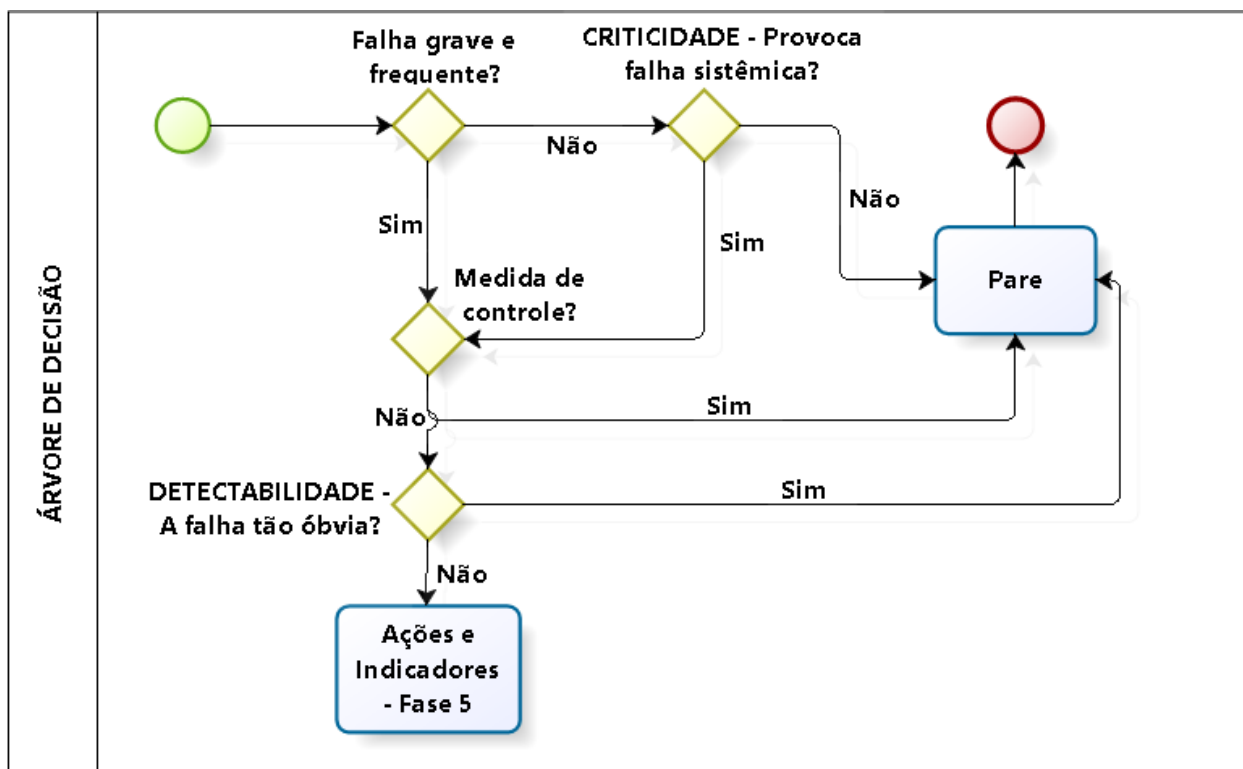 ÁRVORE DE DECISÃO
Falha grave e
frequente?
CRITICIDADE - Provoca
falha sistêmica?
Não
Não
Sim
Sim
Medida de
controle?
Pare
Não
Sim
DETECTABILIDADE -
A falha tão óbvia?
Sim
Não
Ações e
Indicadores
- Fase 5